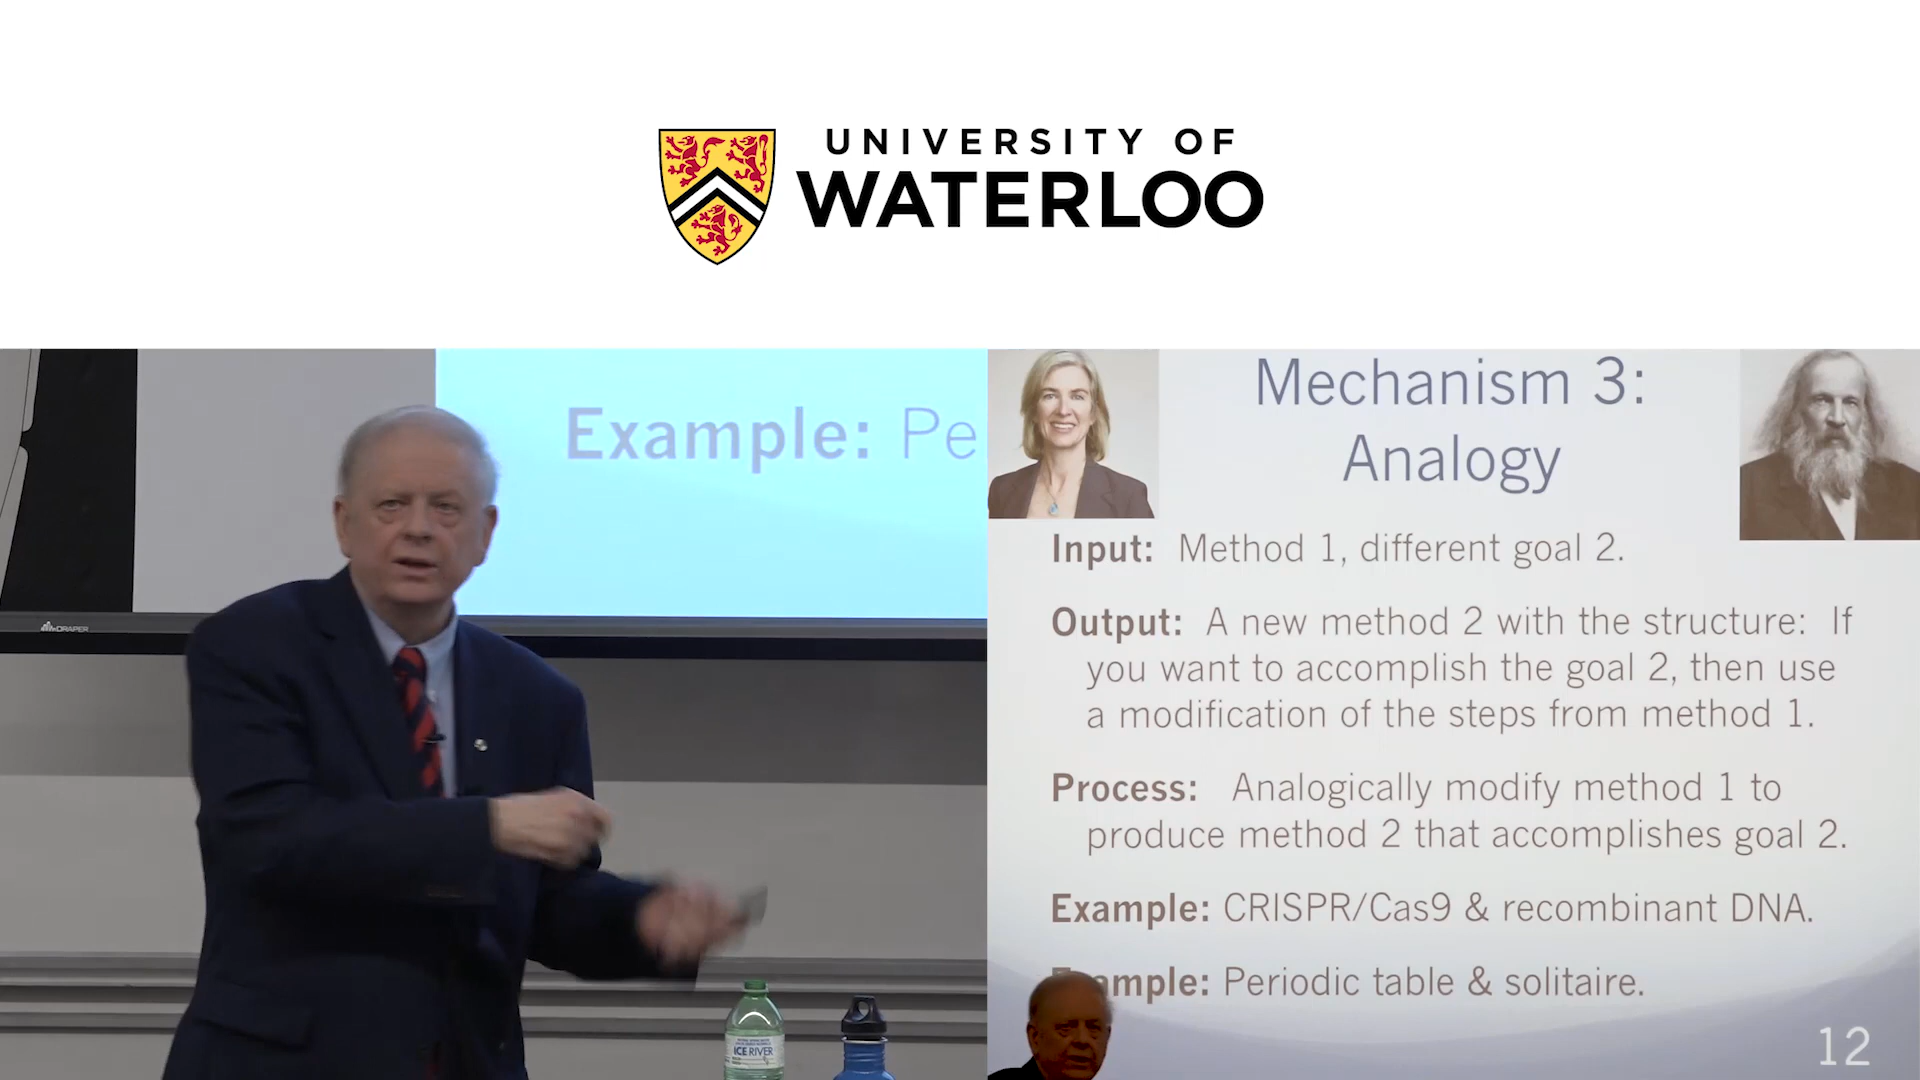 UNIVERSITY OF
WATERLOO
DRAPER
Example: Pe
ICE RIVER
Mechanism 3:
Analogy
Input: Method 1, different goal 2.
Output: A new method 2 with the structure: If
you want to accomplish the goal 2, then use
a modification of the steps from method 1.
Process: Analogically modify method 1 to
produce method 2 that accomplishes goal 2.
Example: CRISPR/Cas9 & recombinant DNA.
Example: Periodic table & solitaire.
12